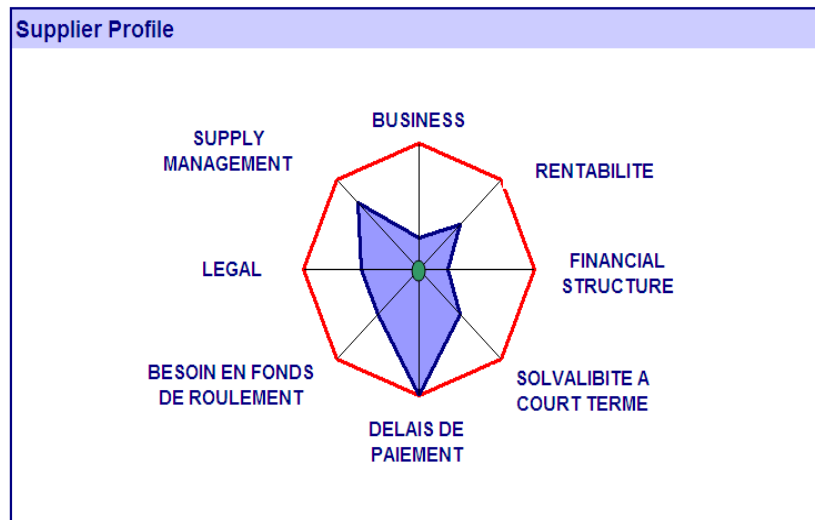 Supplier Profile
BUSINESS
SUPPLY
MANAGEMENT
RENTABILITE
LEGAL
FINANCIAL
STRUCTURE
BESOIN EN FONDS
DE ROULEMENT
SOLVALIBITE A
COURT TERME
DELAIS DE
PAIEMENT